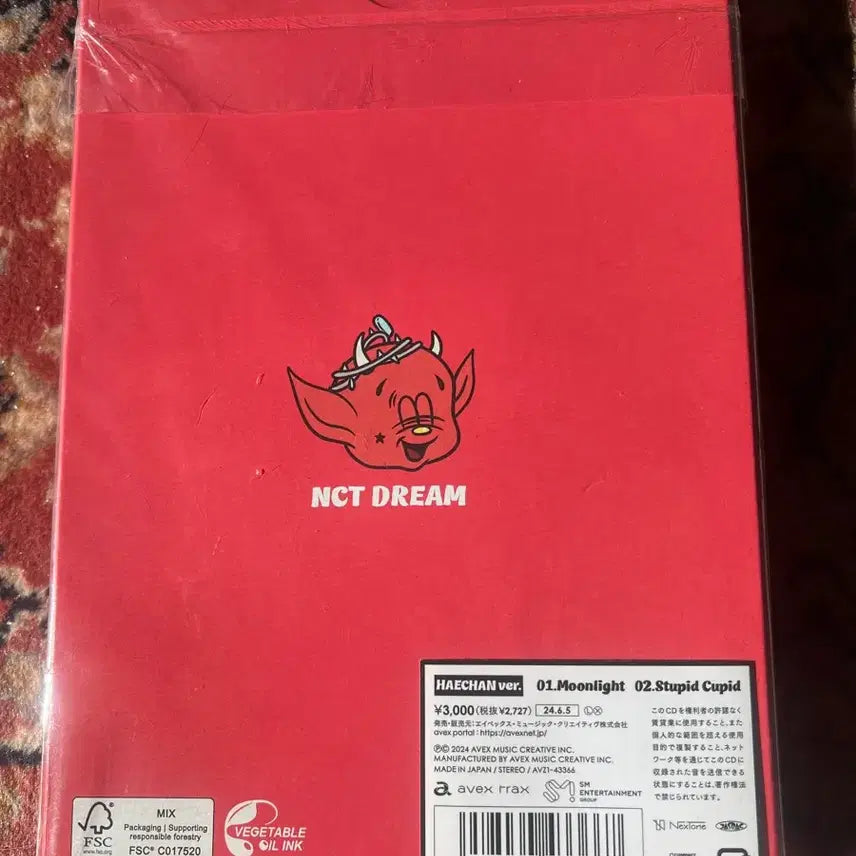 NCT DREAM
HAECHAN ver. 01.Moonlight 02.Stupid Cupid
¥3,000(税抜¥2,727) 24.6.5 Ⓛ Ⓧ
発売・販売元:エイベックス・ミュージック・クリエイティヴ株式会社
avex portal : https://avexnet.jp/
ⓅⒸ 2024 AVEX MUSIC CREATIVE INC.
MANUFACTURED BY AVEX MUSIC CREATIVE INC.
MADE IN JAPAN / STEREO / AVZ1-43366
avex trax
SM
ENTERTAINMENT
GROUP
このCDを権利者の許諾なく
賃貸業に使用すること、また
個人的な範囲を超える使用
目的で複製すること、ネット
ワーク等を通じてこのCDに
収録された音を送信できる
状態にすることは、著作権法
で禁じられています。
NexTone
FSC
www.fsc.org
MIX
Packaging | Supporting
responsible forestry
FSC® C017520
VEGETABLE
OIL INK